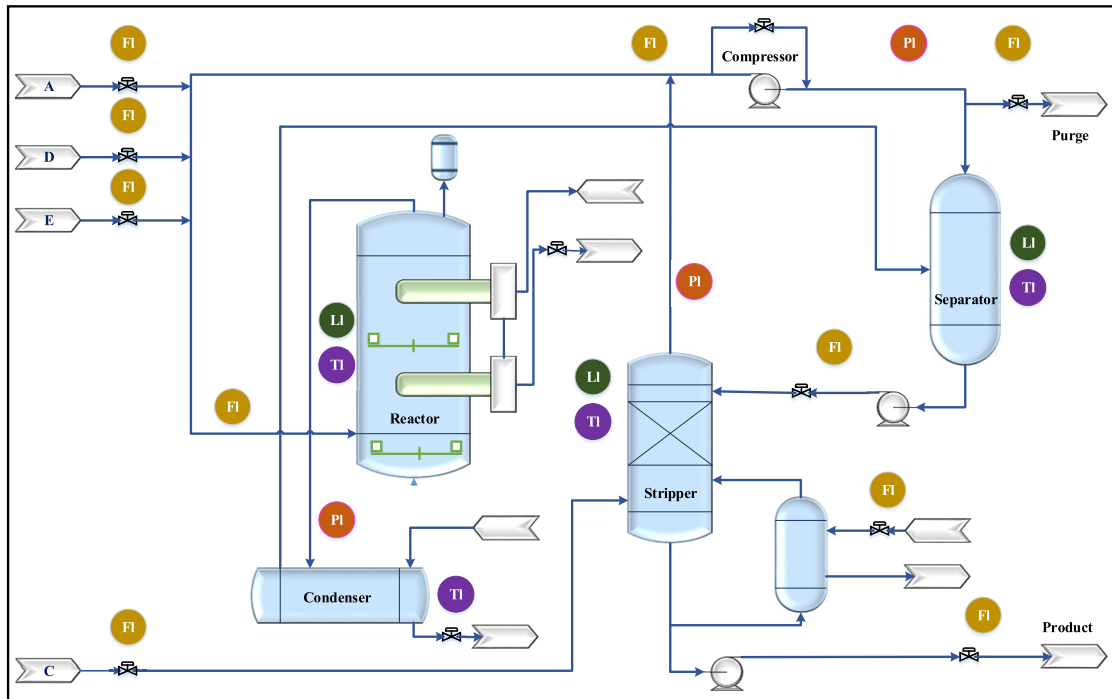 FI
FI
PI
FI
Compressor
A
FI
Purge
D
FI
E
LI
PI
TI
Separator
LI
TI
FI
LI
FI
TI
Reactor
Stripper
FI
PI
Condenser
TI
FI
FI
Product
C